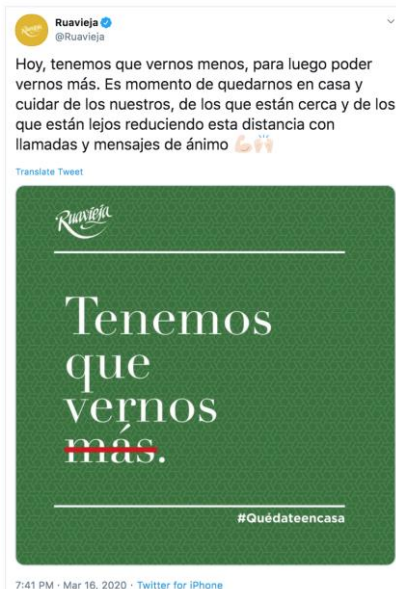 Ruavieja
@Ruavieja
Hoy, tenemos que vernos menos, para luego poder
vernos más. Es momento de quedarnos en casa y
cuidar de los nuestros, de los que están cerca y de los
que están lejos reduciendo esta distancia con
llamadas y mensajes de ánimo 💪🏻🙌🏻
Translate Tweet
Ruavieja
Tenemos
que
vernos
más.
#Quédateencasa
7:41 PM · Mar 16, 2020 · Twitter for iPhone